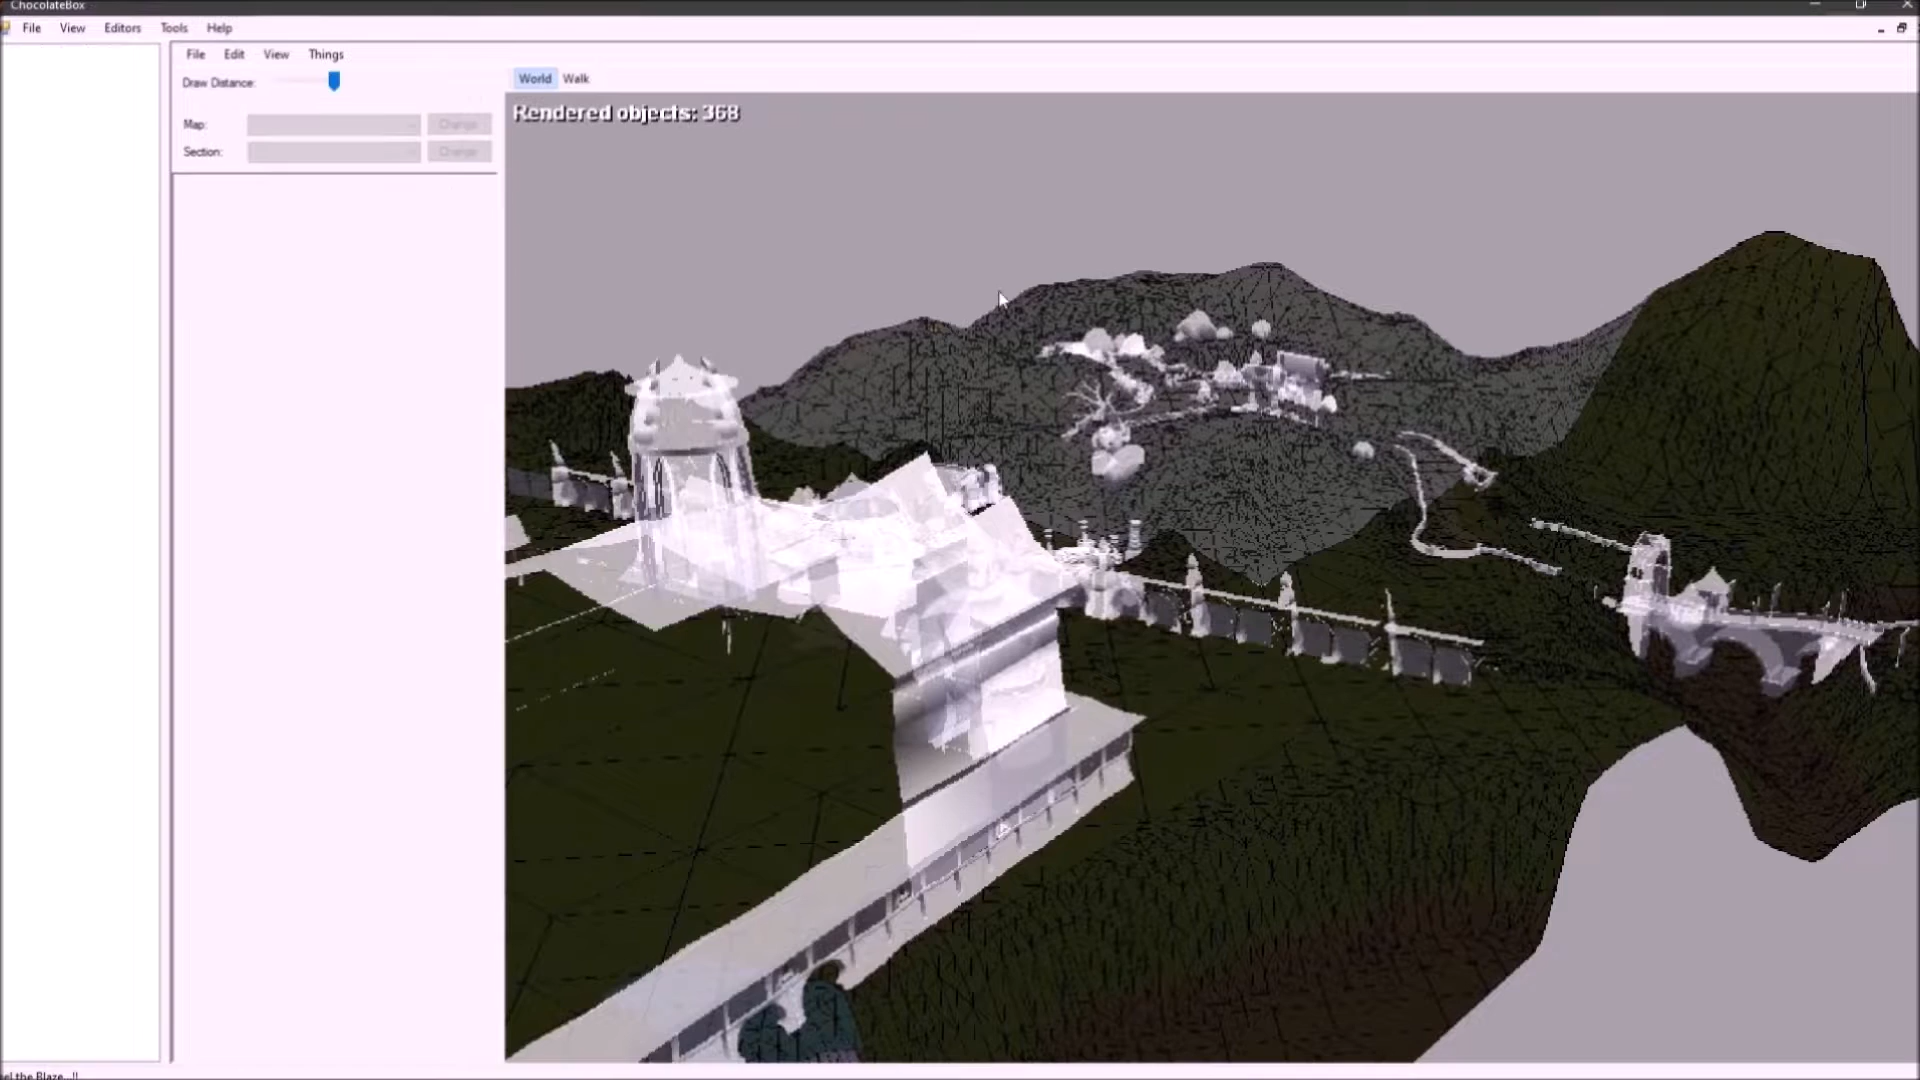 ChocolateBox
File View Editors Tools Help
File Edit View Things
Draw Distance:
World Walk
Rendered objects: 368
Map: Change
Section: Change
the Blaze...!!